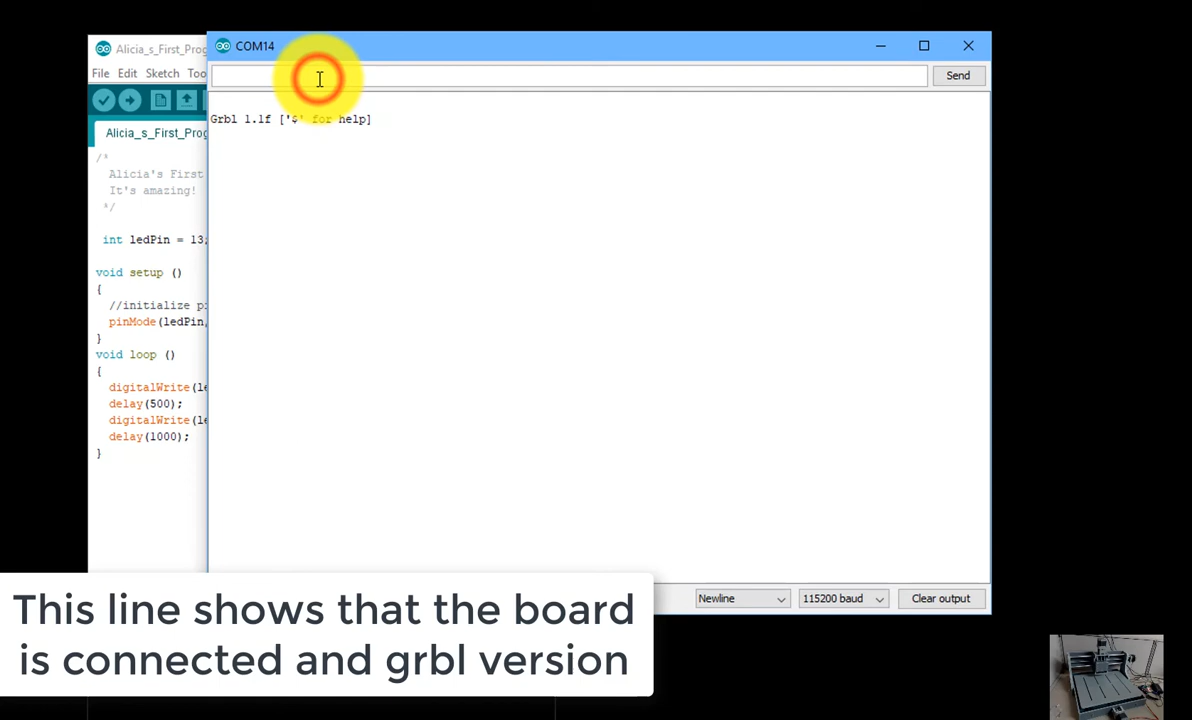 Alicia_s_First_Prog
COM14
File Edit Sketch Too
Send
Grbl 1.1f ['$' for help]
Alicia_s_First_Prog
/*
Alicia's First
It's amazing!
*/
int ledPin = 13;
void setup ()
{
//initialize pi
pinMode(ledPin,
}
void loop ()
{
digitalWrite(le
delay(500);
digitalWrite(le
delay(1000);
}
Newline
115200 baud
Clear output
This line shows that the board
is connected and grbl version